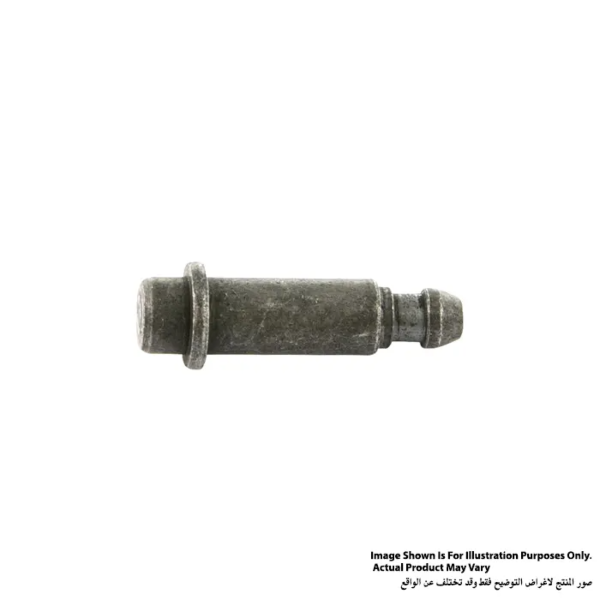 Image Shown Is For Illustration Purposes Only.
Actual Product May Vary
صور المنتج لاغراض التوضيح فقط وقد تختلف عن الواقع